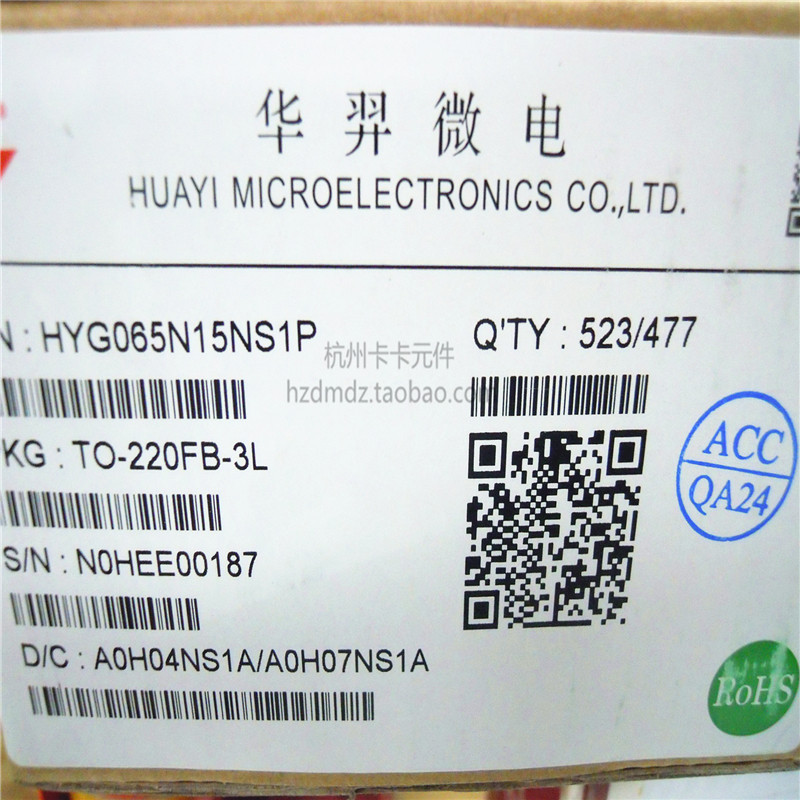 华羿微电
HUAYI MICROELECTRONICS CO.,LTD.
N : HYG065N15NS1P
Q'TY : 523/477
杭州卡卡元件
hzdmdz.taobao.com
KG : TO-220FB-3L
ACC
QA24
S/N : N0HEE00187
D/C : A0H04NS1A/A0H07NS1A
RoHS